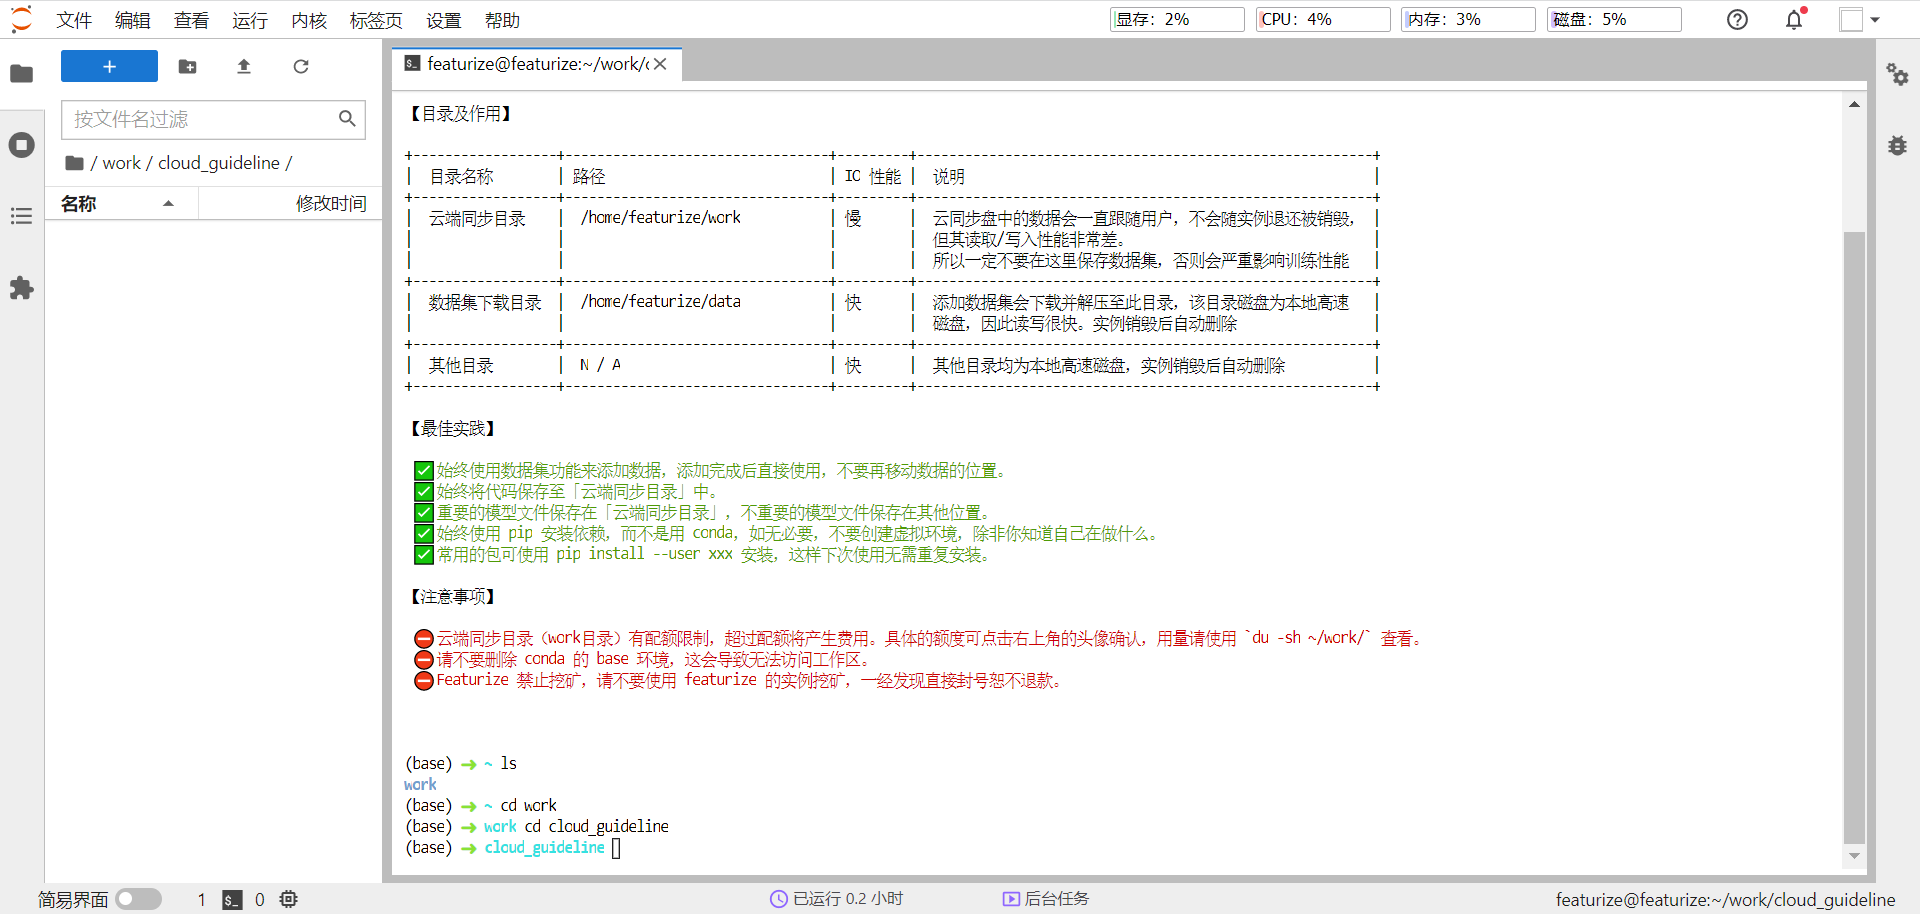 文件 编辑 查看 运行 内核 标签页 设置 帮助 显存：2% CPU：4% 内存：3% 磁盘：5%
+
按文件名过滤
/ work / cloud_guideline /
名称 修改时间
featurize@featurize:~/work/c
【目录及作用】
目录名称 路径 IO 性能 说明
云端同步目录 /home/featurize/work 慢 云同步盘中的数据会一直跟随用户，不会随实例退还被销毁，
但其读取/写入性能非常差。
所以一定不要在这里保存数据集，否则会严重影响训练性能
数据集下载目录 /home/featurize/data 快 添加数据集会下载并解压至此目录，该目录磁盘为本地高速
磁盘，因此读写很快。实例销毁后自动删除
其他目录 N / A 快 其他目录均为本地高速磁盘，实例销毁后自动删除
【最佳实践】
始终使用数据集功能来添加数据，添加完成后直接使用，不要再移动数据的位置。
始终将代码保存至「云端同步目录」中。
重要的模型文件保存在「云端同步目录」，不重要的模型文件保存在其他位置。
始终使用 pip 安装依赖，而不是用 conda，如无必要，不要创建虚拟环境，除非你知道自己在做什么。
常用的包可使用 pip install --user xxx 安装，这样下次使用无需重复安装。
【注意事项】
云端同步目录（work目录）有配额限制，超过配额将产生费用。具体的额度可点击右上角的头像确认，用量请使用 `du -sh ~/work/` 查看。
请不要删除 conda 的 base 环境，这会导致无法访问工作区。
Featurize 禁止挖矿，请不要使用 featurize 的实例挖矿，一经发现直接封号恕不退款。
(base) ➜ ~ ls
work
(base) ➜ ~ cd work
(base) ➜ work cd cloud_guideline
(base) ➜ cloud_guideline
简易界面 1 $_ 0 已运行 0.2 小时 后台任务 featurize@featurize:~/work/cloud_guideline